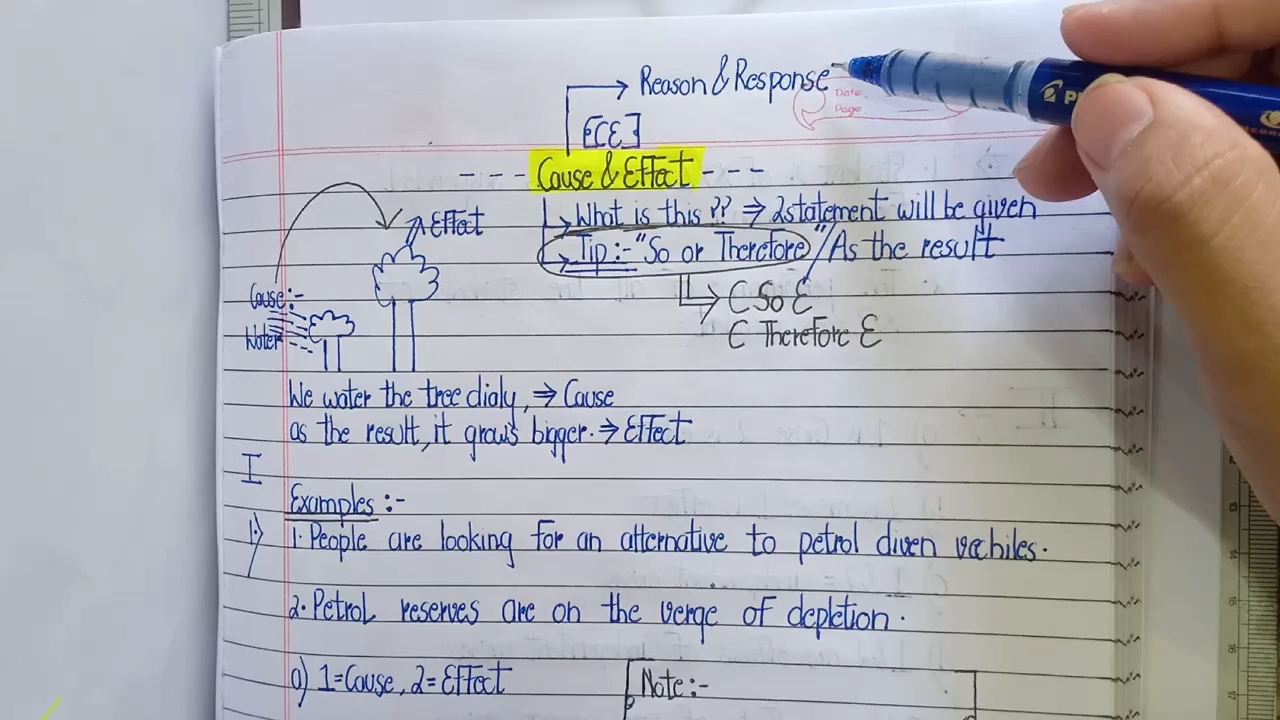 Reason & Response
Date
Page
[CE]
- - - Cause & Effect - - -
What is this ?? ⇒ 2statement will be given
Tip:- "So or Therefore" / As the result
C So E
C Therefore E
Effect
Cause:-
Water
We water the tree dialy, ⇒ Cause
as the result, it grows bigger. ⇒ Effect
I
Examples :-
1.) 1. People are looking for an alternative to petrol diven vechiles.
2. Petrol reserves are on the verge of depletion.
a) 1=Cause, 2=Effect
Note:-